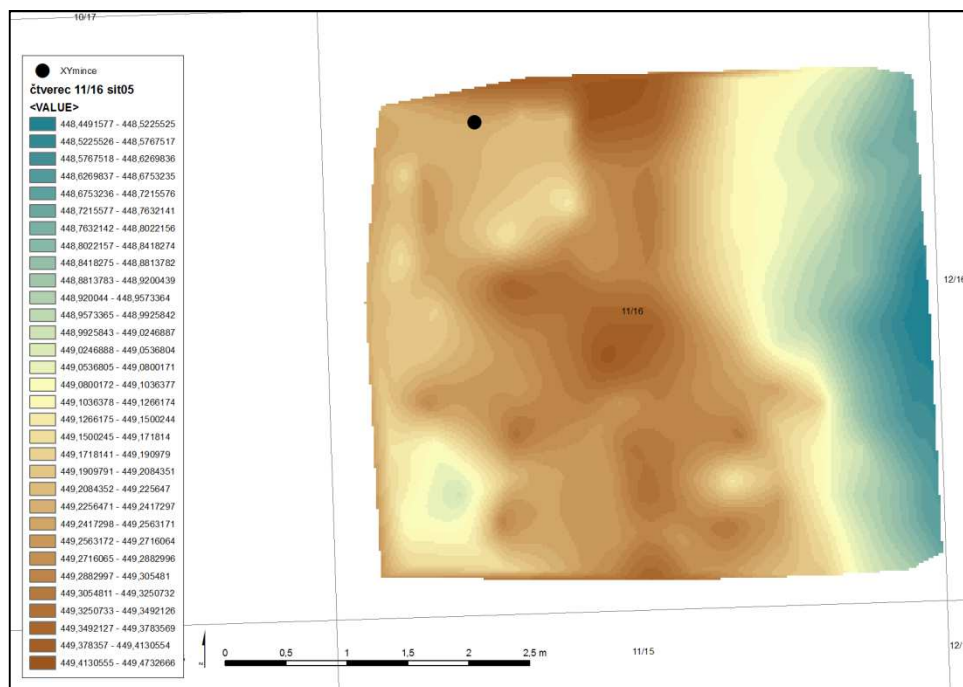 10/17
XYmince
čtverec 11/16 sit05
<VALUE>
448,4491577 - 448,5225525
448,5225526 - 448,5767517
448,5767518 - 448,6269836
448,6269837 - 448,6753235
448,6753236 - 448,7215576
448,7215577 - 448,7632141
448,7632142 - 448,8022156
448,8022157 - 448,8418274
448,8418275 - 448,8813782
448,8813783 - 448,9200439
448,920044 - 448,9573364
448,9573365 - 448,9925842
448,9925843 - 449,0246887
449,0246888 - 449,0536804
449,0536805 - 449,0800171
449,0800172 - 449,1036377
449,1036378 - 449,1266174
449,1266175 - 449,1500244
449,1500245 - 449,171814
449,1718141 - 449,190979
449,1909791 - 449,2084351
449,2084352 - 449,225647
449,2256471 - 449,2417297
449,2417298 - 449,2563171
449,2563172 - 449,2716064
449,2716065 - 449,2882996
449,2882997 - 449,305481
449,3054811 - 449,3250732
449,3250733 - 449,3492126
449,3492127 - 449,3783569
449,378357 - 449,4130554
449,4130555 - 449,4732666
12/16
11/16
0 0,5 1 1,5 2 2,5 m
11/15
12/